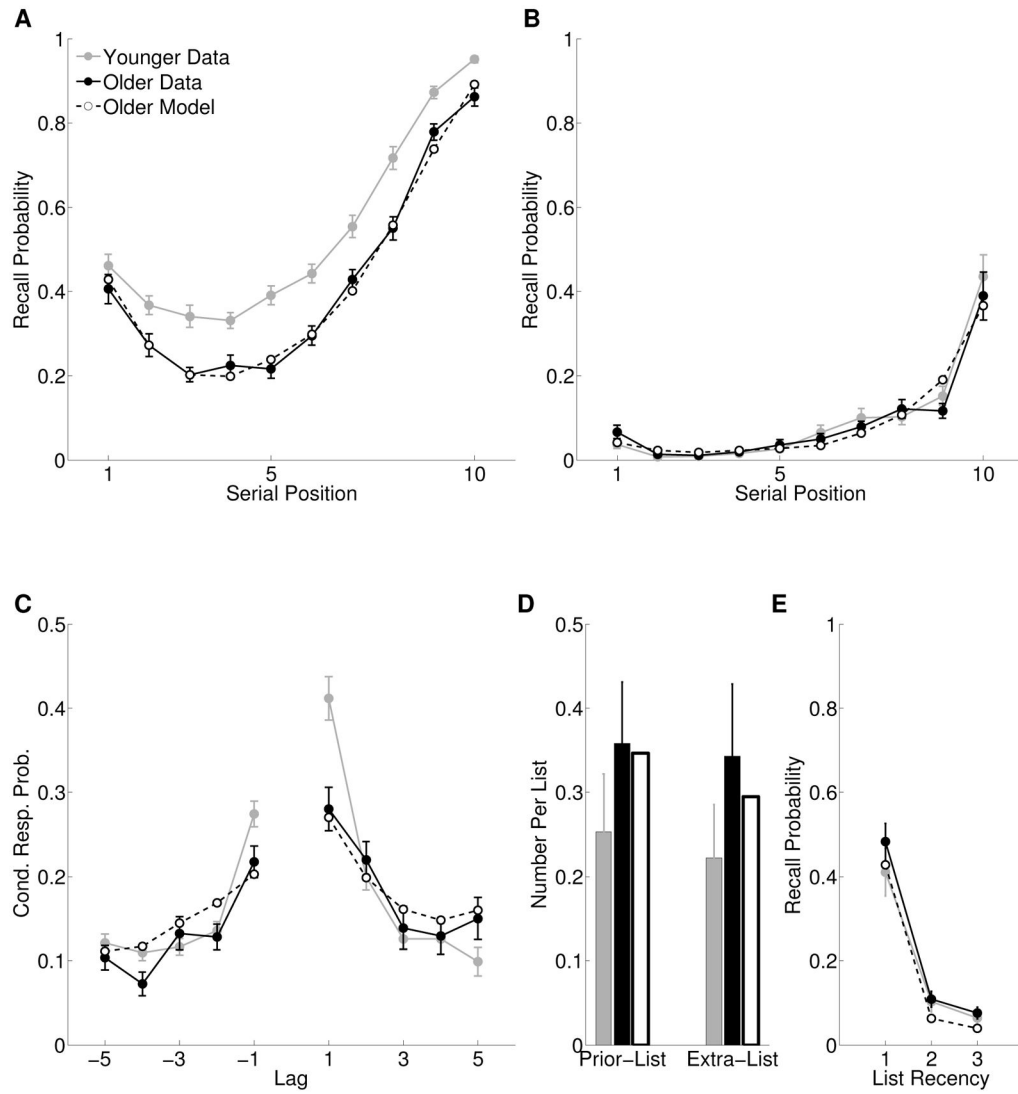 A
B
1
0.8
0.6
0.4
0.2
0
Recall Probability
Younger Data
Older Data
Older Model
1
5
10
Serial Position
1
0.8
0.6
0.4
0.2
0
Recall Probability
1
5
10
Serial Position
C
D
E
0.5
0.4
0.3
0.2
0.1
0
Cond. Resp. Prob.
−5
−3
−1
1
3
5
Lag
0.5
0.4
0.3
0.2
0.1
0
Number Per List
Prior−List
Extra−List
1
0.8
0.6
0.4
0.2
0
Recall Probability
1
2
3
List Recency